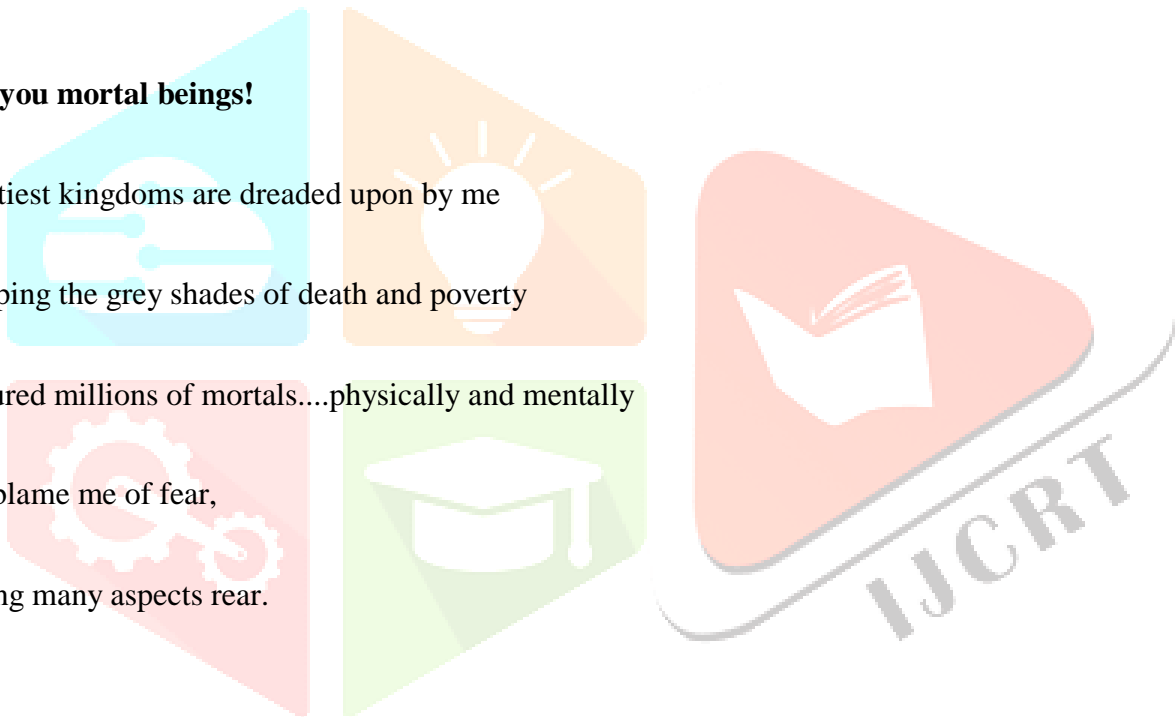 you mortal beings!
tiest kingdoms are dreaded upon by me
ping the grey shades of death and poverty
ured millions of mortals....physically and mentally
blame me of fear,
ng many aspects rear.
IJCRT